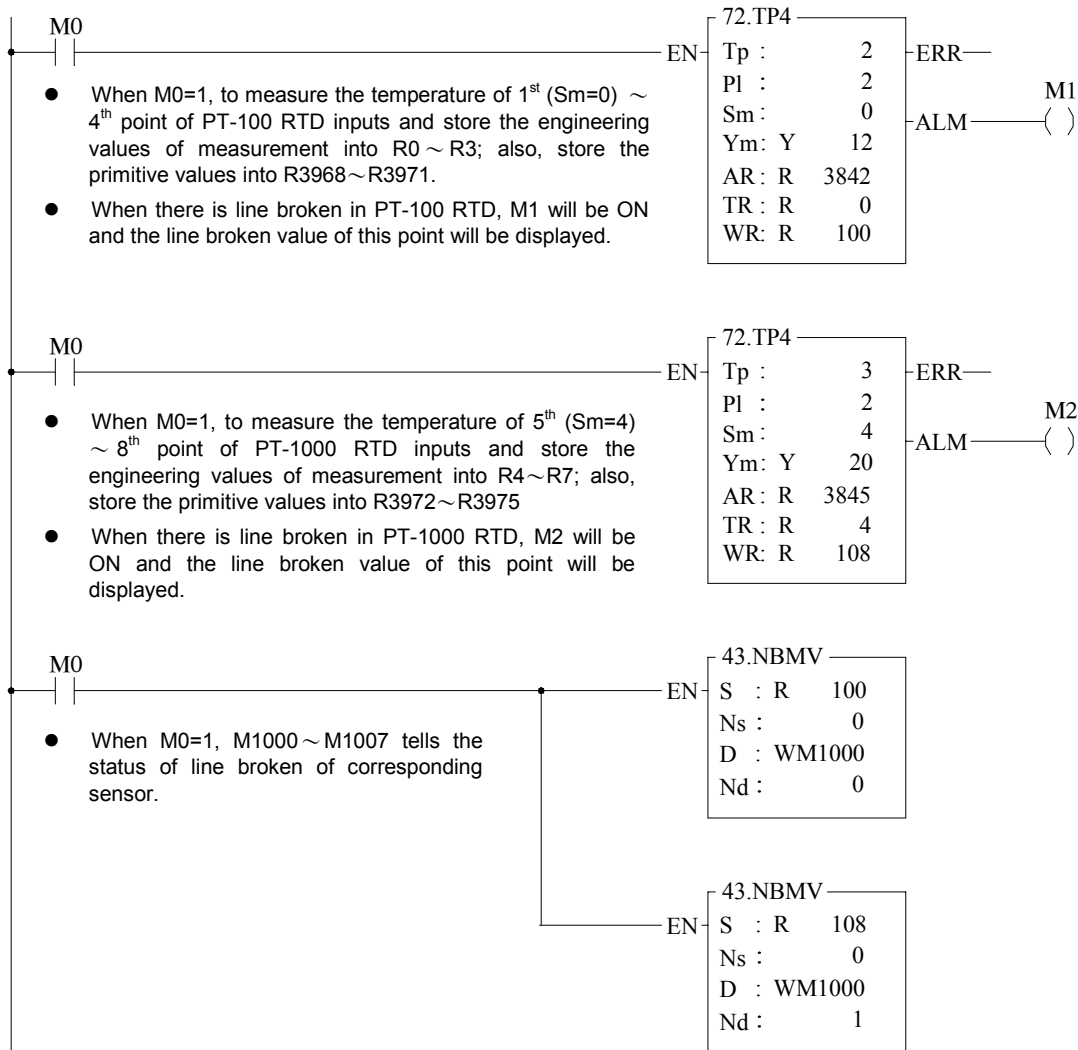 M0
72.TP4
EN
Tp : 2
ERR
Pl : 2
M1
Sm : 0
ALM
( )
Ym: Y 12
AR : R 3842
TR : R 0
WR: R 100
● When M0=1, to measure the temperature of 1st (Sm=0) ~
4th point of PT-100 RTD inputs and store the engineering
values of measurement into R0 ~ R3; also, store the
primitive values into R3968~R3971.
● When there is line broken in PT-100 RTD, M1 will be ON
and the line broken value of this point will be displayed.
M0
72.TP4
EN
Tp : 3
ERR
Pl : 2
M2
Sm : 4
ALM
( )
Ym: Y 20
AR : R 3845
TR : R 4
WR: R 108
● When M0=1, to measure the temperature of 5th (Sm=4)
~ 8th point of PT-1000 RTD inputs and store the
engineering values of measurement into R4~R7; also,
store the primitive values into R3972~R3975
● When there is line broken in PT-1000 RTD, M2 will be
ON and the line broken value of this point will be
displayed.
M0
43.NBMV
EN
S : R 100
Ns : 0
D : WM1000
Nd : 0
● When M0=1, M1000 ~ M1007 tells the
status of line broken of corresponding
sensor.
43.NBMV
EN
S : R 108
Ns : 0
D : WM1000
Nd : 1